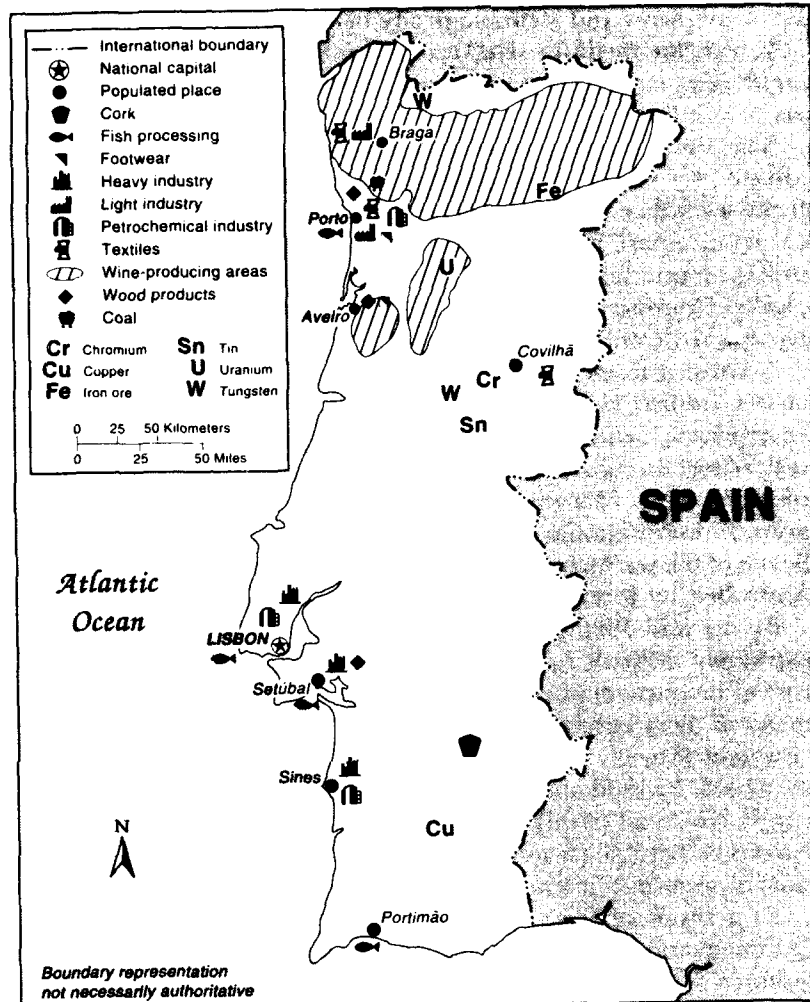 International boundary
National capital
Populated place
Cork
Fish processing
Footwear
Heavy industry
Light industry
Petrochemical industry
Textiles
Wine-producing areas
Wood products
Coal
Cr Chromium Sn Tin
Cu Cupper U Uranium
Fe Iron ore W Tungsten
0 25 50 Kilometers
0 25 50 Miles
W
Braga
Fe
Porto
U
Aveiro
Covilhã
Cr
W
Sn
SPAIN
Atlantic
Ocean
LISBON
Setúbal
Sines
Cu
N
Portimão
Boundary representation
not necessarily authoritative